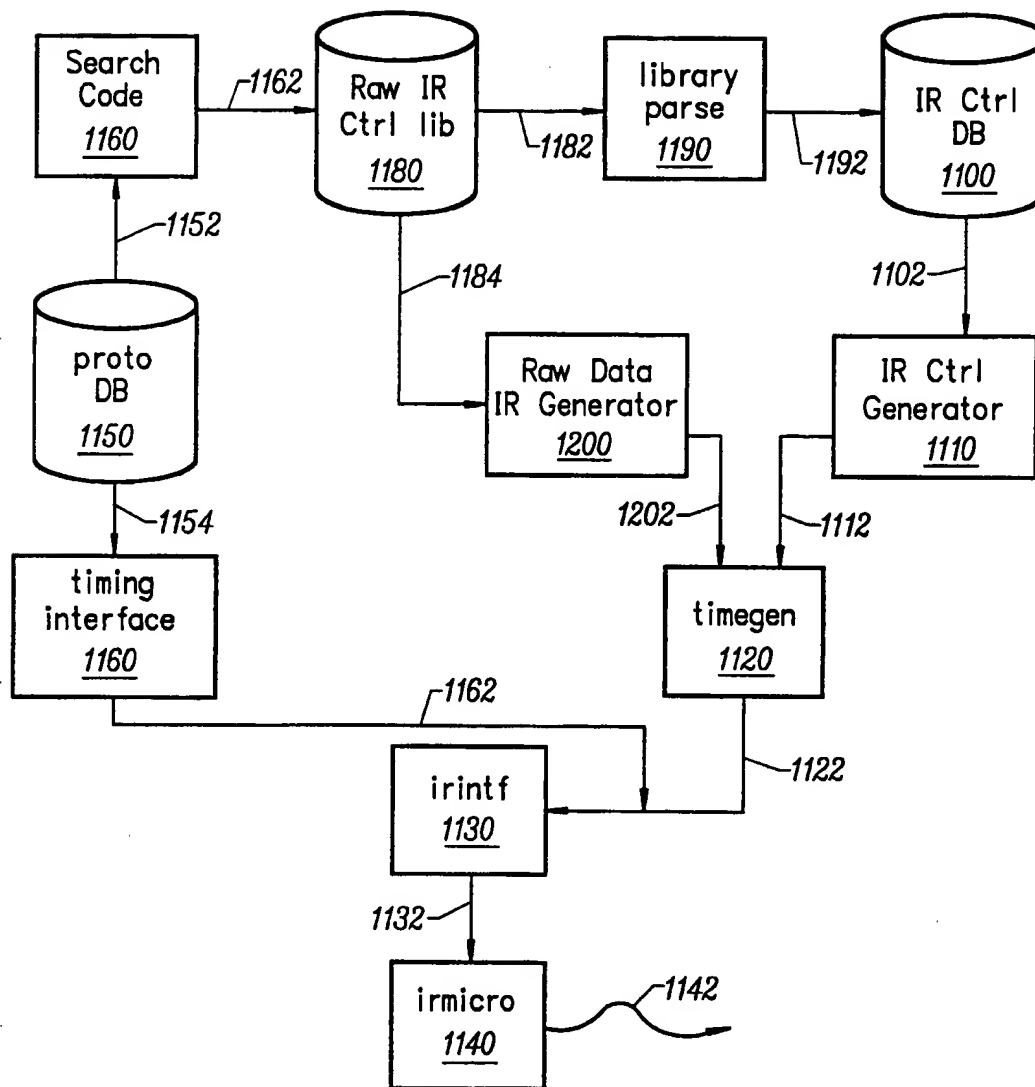 Search
Code
1160
1162
Raw IR
Ctrl lib
1180
1182
library
parse
1190
1192
IR Ctrl
DB
1100
1152
1184
1102
proto
DB
1150
Raw Data
IR Generator
1200
IR Ctrl
Generator
1110
1154
1202
1112
timing
interface
1160
timegen
1120
1162
1122
irintf
1130
1132
irmicro
1140
1142